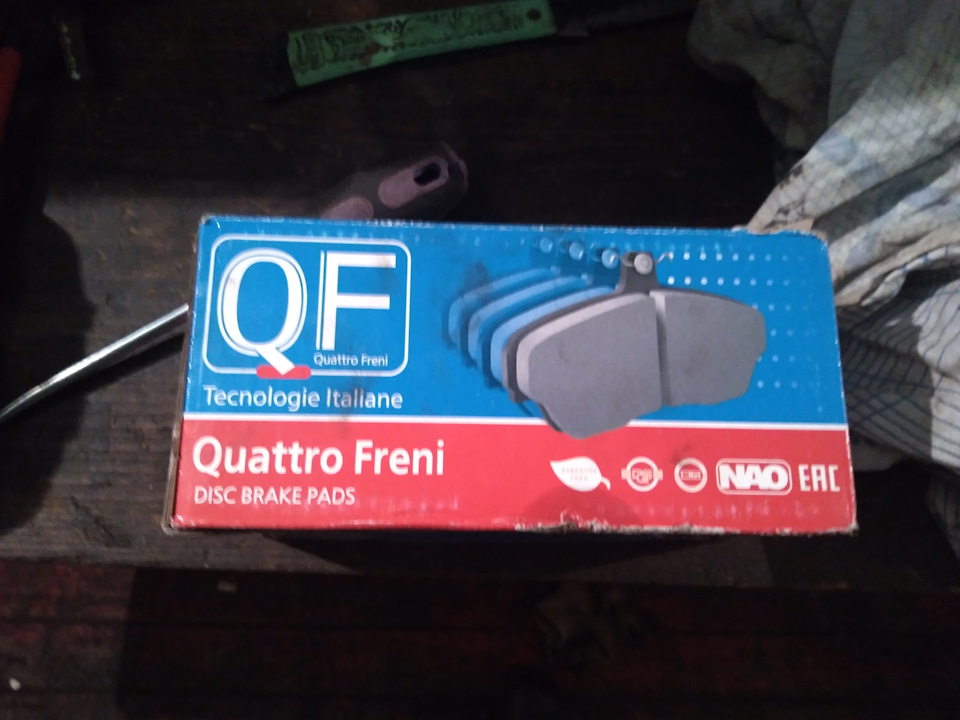 QF
Quattro Freni
Tecnologie Italiane
Quattro Freni
DISC BRAKE PADS
NAO
EAC